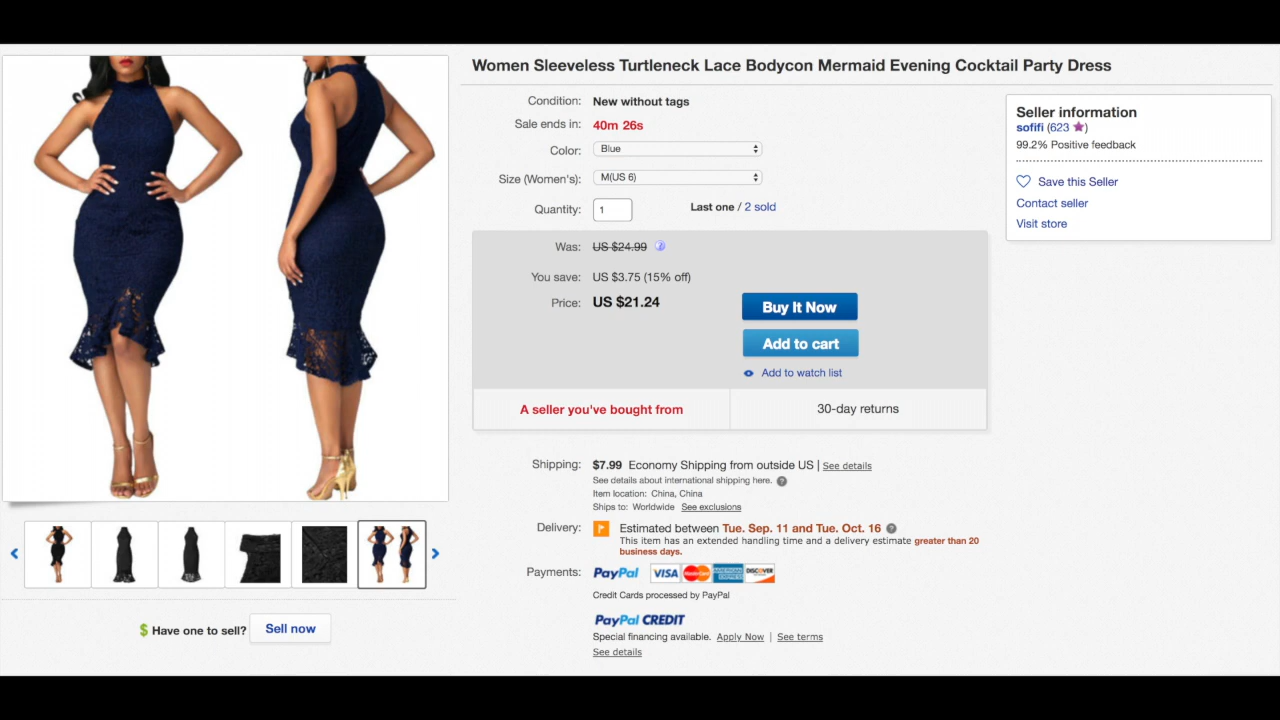 Women Sleeveless Turtleneck Lace Bodycon Mermaid Evening Cocktail Party Dress
Condition: New without tags
Sale ends in: 40m 26s
Color: Blue
Size (Women's): M(US 6)
Quantity: 1 Last one / 2 sold
Was: US $24.99
You save: US $3.75 (15% off)
Price: US $21.24
Buy It Now
Add to cart
Add to watch list
A seller you've bought from
30-day returns
Shipping: $7.99 Economy Shipping from outside US | See details
See details about international shipping here. ?
Item location: China, China
Ships to: Worldwide See exclusions
Delivery: Estimated between Tue. Sep. 11 and Tue. Oct. 16 ?
This item has an extended handling time and a delivery estimate greater than 20
business days.
Payments: PayPal VISA MasterCard AMERICAN EXPRESS DISCOVER
Credit Cards processed by PayPal
PayPal CREDIT
Special financing available. Apply Now | See terms
See details
Seller information
sofifi (623)
99.2% Positive feedback
Save this Seller
Contact seller
Visit store
$ Have one to sell? Sell now